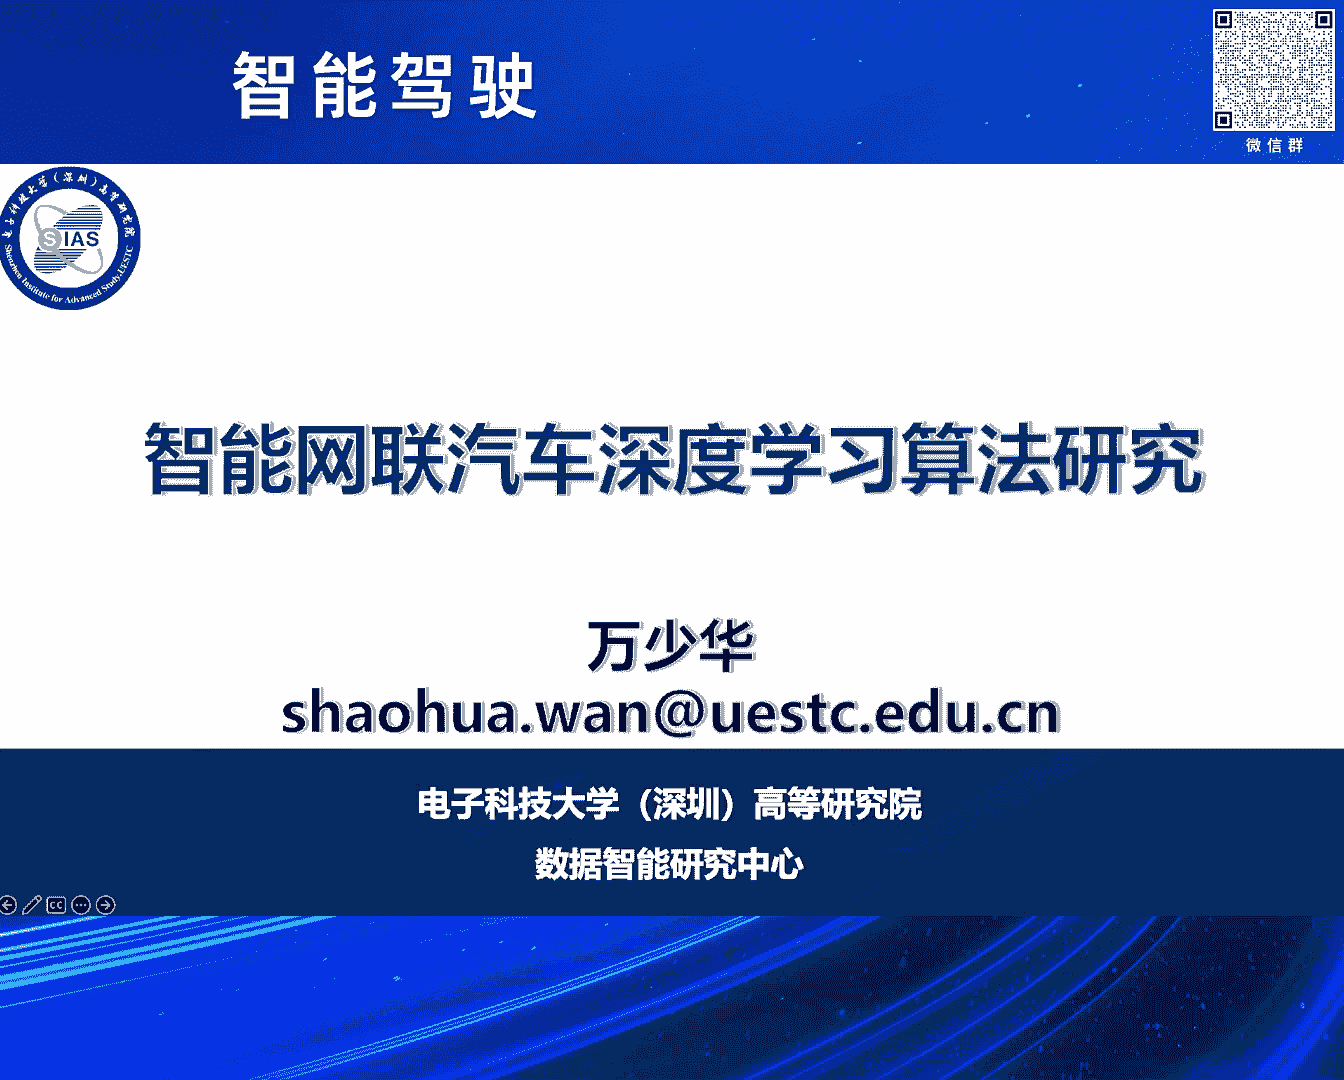 智能驾驶
微信群
电子科技大学（深圳）高等研究院
SIAS
Shenzhen Institute for Advanced Study,UESTC
智能网联汽车深度学习算法研究
万少华
shaohua.wan@uestc.edu.cn
电子科技大学（深圳）高等研究院
数据智能研究中心
CC